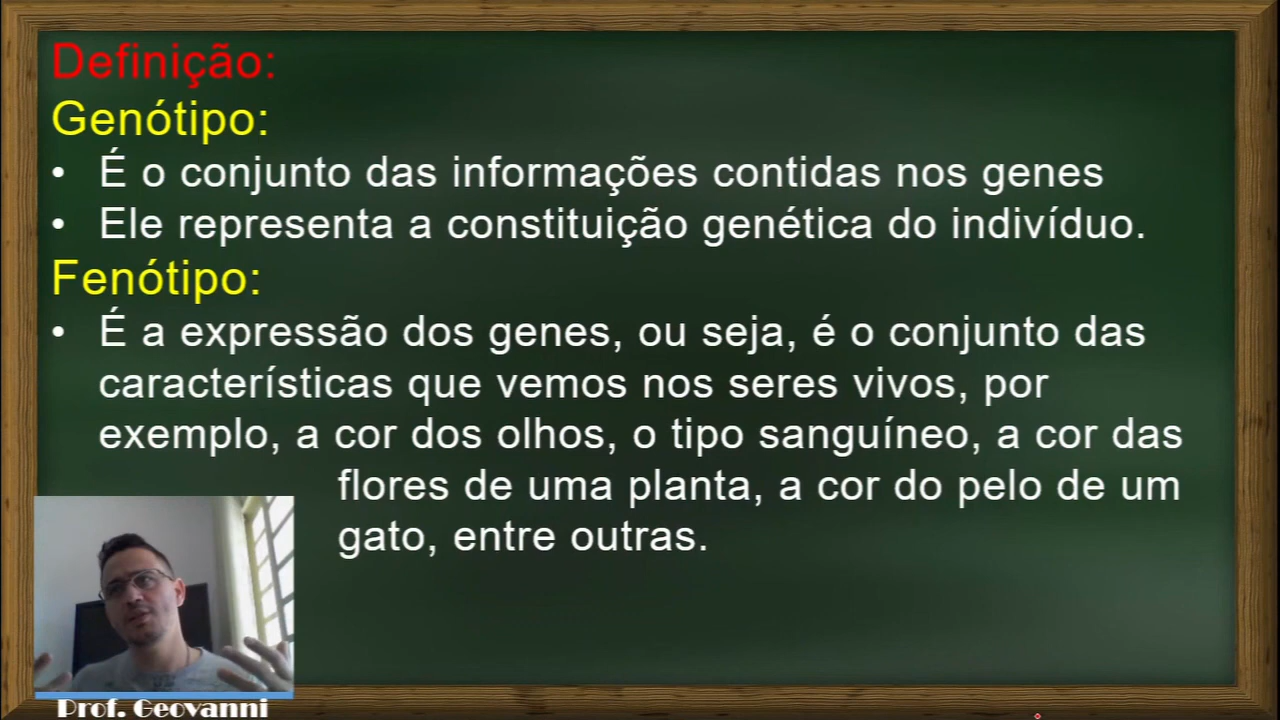 Definição:
Genótipo:
• É o conjunto das informações contidas nos genes
• Ele representa a constituição genética do indivíduo.
Fenótipo:
• É a expressão dos genes, ou seja, é o conjunto das
características que vemos nos seres vivos, por
exemplo, a cor dos olhos, o tipo sanguíneo, a cor das
flores de uma planta, a cor do pelo de um
gato, entre outras.
Prof. Geovanni